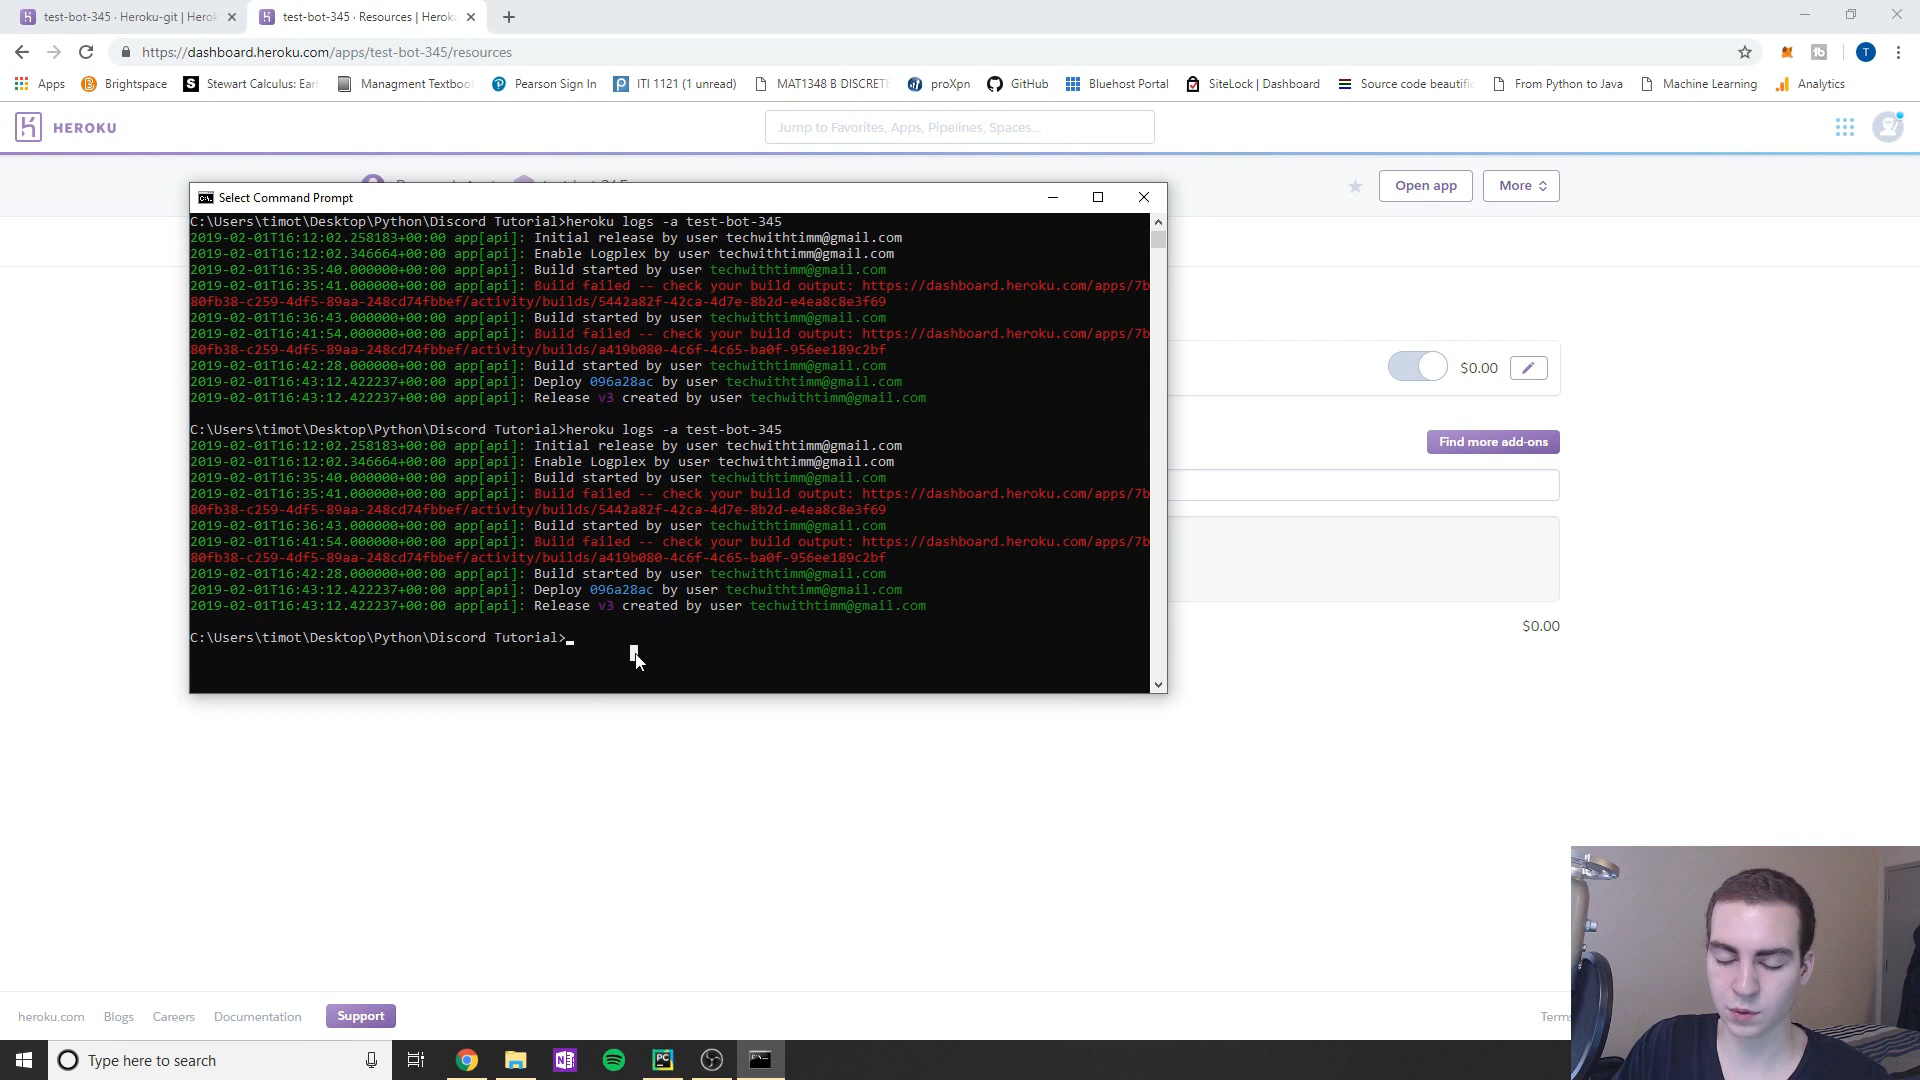 test-bot-345 · Heroku-git | Herok
test-bot-345 · Resources | Heroku
https://dashboard.heroku.com/apps/test-bot-345/resources
Apps
Brightspace
Stewart Calculus: Earl
Managment Textbook
Pearson Sign In
ITI 1121 (1 unread)
MAT1348 B DISCRETE
proXpn
GitHub
Bluehost Portal
SiteLock | Dashboard
Source code beautifie
From Python to Java
Machine Learning
Analytics
HEROKU
Jump to Favorites, Apps, Pipelines, Spaces...
Open app
More
Select Command Prompt
C:\Users\timot\Desktop\Python\Discord Tutorial>heroku logs -a test-bot-345
2019-02-01T16:12:02.258183+00:00 app[api]: Initial release by user techwithtimm@gmail.com
2019-02-01T16:12:02.346664+00:00 app[api]: Enable Logplex by user techwithtimm@gmail.com
2019-02-01T16:35:40.000000+00:00 app[api]: Build started by user techwithtimm@gmail.com
2019-02-01T16:35:41.000000+00:00 app[api]: Build failed -- check your build output: https://dashboard.heroku.com/apps/7b
80fb38-c259-4df5-89aa-248cd74fbbef/activity/builds/5442a82f-42ca-4d7e-8b2d-e4ea8c8e3f69
2019-02-01T16:36:43.000000+00:00 app[api]: Build started by user techwithtimm@gmail.com
2019-02-01T16:41:54.000000+00:00 app[api]: Build failed -- check your build output: https://dashboard.heroku.com/apps/7b
80fb38-c259-4df5-89aa-248cd74fbbef/activity/builds/a419b080-4c6f-4c65-ba0f-956ee189c2bf
2019-02-01T16:42:28.000000+00:00 app[api]: Build started by user techwithtimm@gmail.com
2019-02-01T16:43:12.422237+00:00 app[api]: Deploy 096a28ac by user techwithtimm@gmail.com
2019-02-01T16:43:12.422237+00:00 app[api]: Release v3 created by user techwithtimm@gmail.com
C:\Users\timot\Desktop\Python\Discord Tutorial>heroku logs -a test-bot-345
2019-02-01T16:12:02.258183+00:00 app[api]: Initial release by user techwithtimm@gmail.com
2019-02-01T16:12:02.346664+00:00 app[api]: Enable Logplex by user techwithtimm@gmail.com
2019-02-01T16:35:40.000000+00:00 app[api]: Build started by user techwithtimm@gmail.com
2019-02-01T16:35:41.000000+00:00 app[api]: Build failed -- check your build output: https://dashboard.heroku.com/apps/7b
80fb38-c259-4df5-89aa-248cd74fbbef/activity/builds/5442a82f-42ca-4d7e-8b2d-e4ea8c8e3f69
2019-02-01T16:36:43.000000+00:00 app[api]: Build started by user techwithtimm@gmail.com
2019-02-01T16:41:54.000000+00:00 app[api]: Build failed -- check your build output: https://dashboard.heroku.com/apps/7b
80fb38-c259-4df5-89aa-248cd74fbbef/activity/builds/a419b080-4c6f-4c65-ba0f-956ee189c2bf
2019-02-01T16:42:28.000000+00:00 app[api]: Build started by user techwithtimm@gmail.com
2019-02-01T16:43:12.422237+00:00 app[api]: Deploy 096a28ac by user techwithtimm@gmail.com
2019-02-01T16:43:12.422237+00:00 app[api]: Release v3 created by user techwithtimm@gmail.com
C:\Users\timot\Desktop\Python\Discord Tutorial>
$0.00
Find more add-ons
$0.00
heroku.com
Blogs
Careers
Documentation
Support
Terms
Type here to search